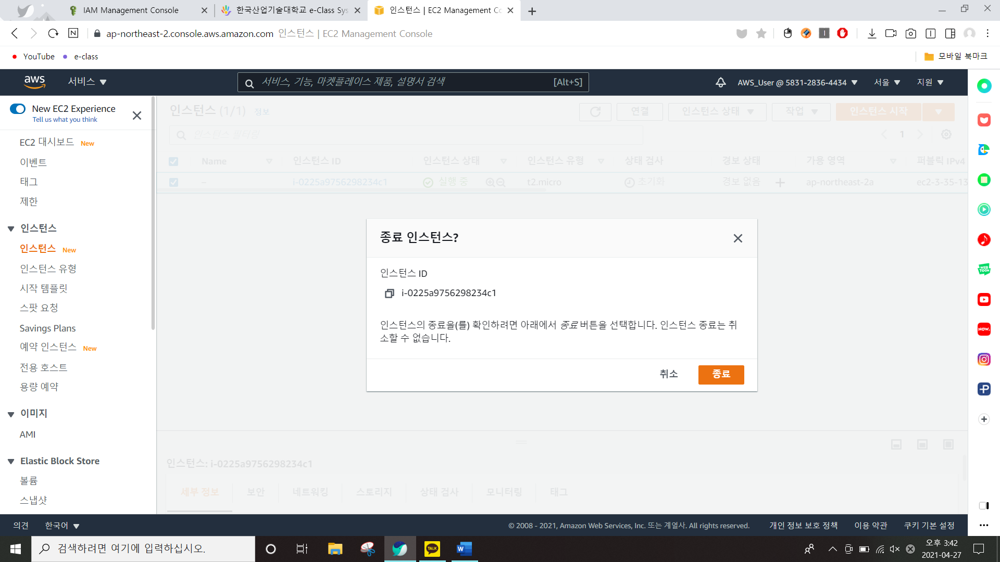 IAM Management Console
한국산업기술대학교 e-Class Sys
인스턴스 | EC2 Management Co
ap-northeast-2.console.aws.amazon.com 인스턴스 | EC2 Management Console
YouTube
e-class
모바일 북마크
aws
서비스
서비스, 기능, 마켓플레이스 제품, 설명서 검색
[Alt+S]
AWS_User @ 5831-2836-4434
서울
지원
New EC2 Experience
Tell us what you think
EC2 대시보드 New
이벤트
태그
제한
인스턴스
인스턴스 New
인스턴스 유형
시작 템플릿
스팟 요청
Savings Plans
예약 인스턴스 New
전용 호스트
용량 예약
이미지
AMI
Elastic Block Store
볼륨
스냅샷
인스턴스 (1/1) 정보
연결
인스턴스 상태
작업
인스턴스 시작
인스턴스 필터링
1
Name
인스턴스 ID
인스턴스 상태
인스턴스 유형
상태 검사
경보 상태
가용 영역
퍼블릭 IPv4
–
i-0225a9756298234c1
실행 중
t2.micro
초기화
경보 없음
ap-northeast-2a
ec2-3-35-13
종료 인스턴스?
인스턴스 ID
i-0225a9756298234c1
인스턴스의 종료을(를) 확인하려면 아래에서 종료 버튼을 선택합니다. 인스턴스 종료는 취
소할 수 없습니다.
취소
종료
인스턴스: i-0225a9756298234c1
세부 정보
보안
네트워킹
스토리지
상태 검사
모니터링
태그
WEB
TOON
NOW.
의견
한국어
© 2008 - 2021, Amazon Web Services, Inc. 또는 계열사. All rights reserved.
개인 정보 보호 정책
이용 약관
쿠키 기본 설정
검색하려면 여기에 입력하십시오.
TALK
W
오후 3:42
2021-04-27